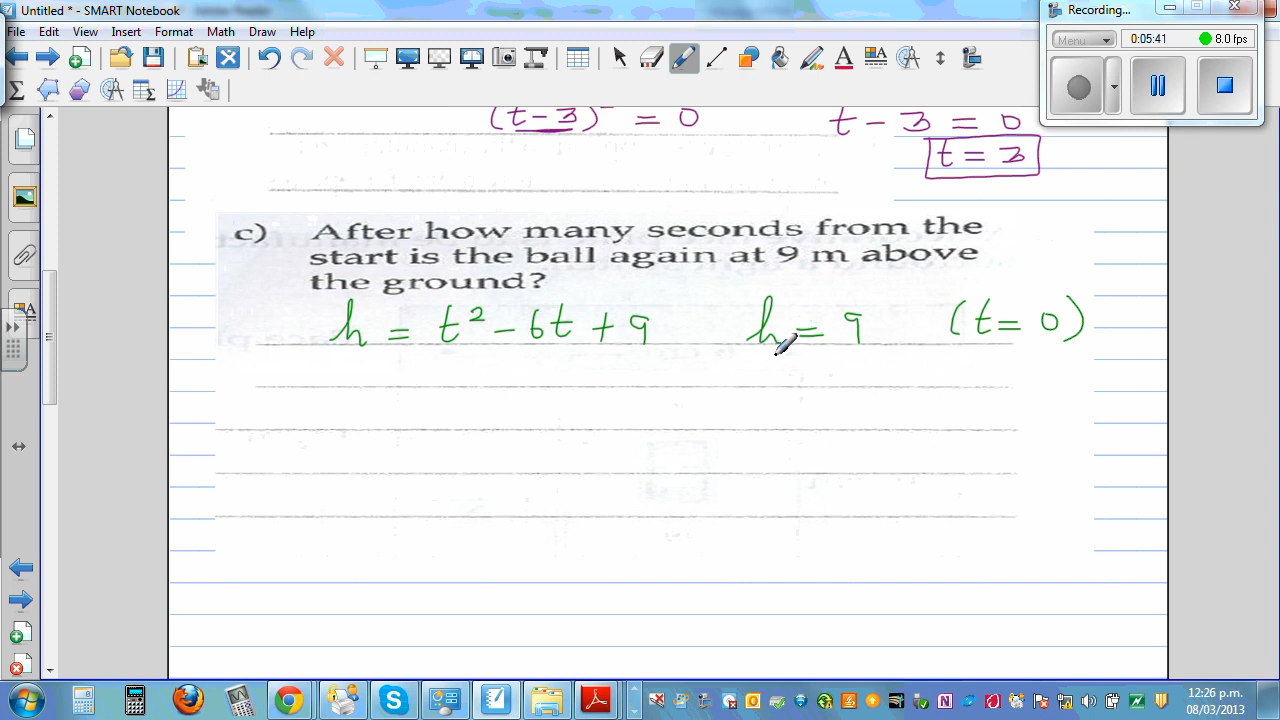 Untitled * - SMART Notebook
Recording...
File Edit View Insert Format Math Draw Help
Menu 0:05:41 8.0 fps
(t-3)² = 0 t - 3 = 0
t = 3
c) After how many seconds from the
start is the ball again at 9 m above
the ground?
h = t² - 6t + 9 h = 9 (t = 0)
12:26 p.m.
08/03/2013